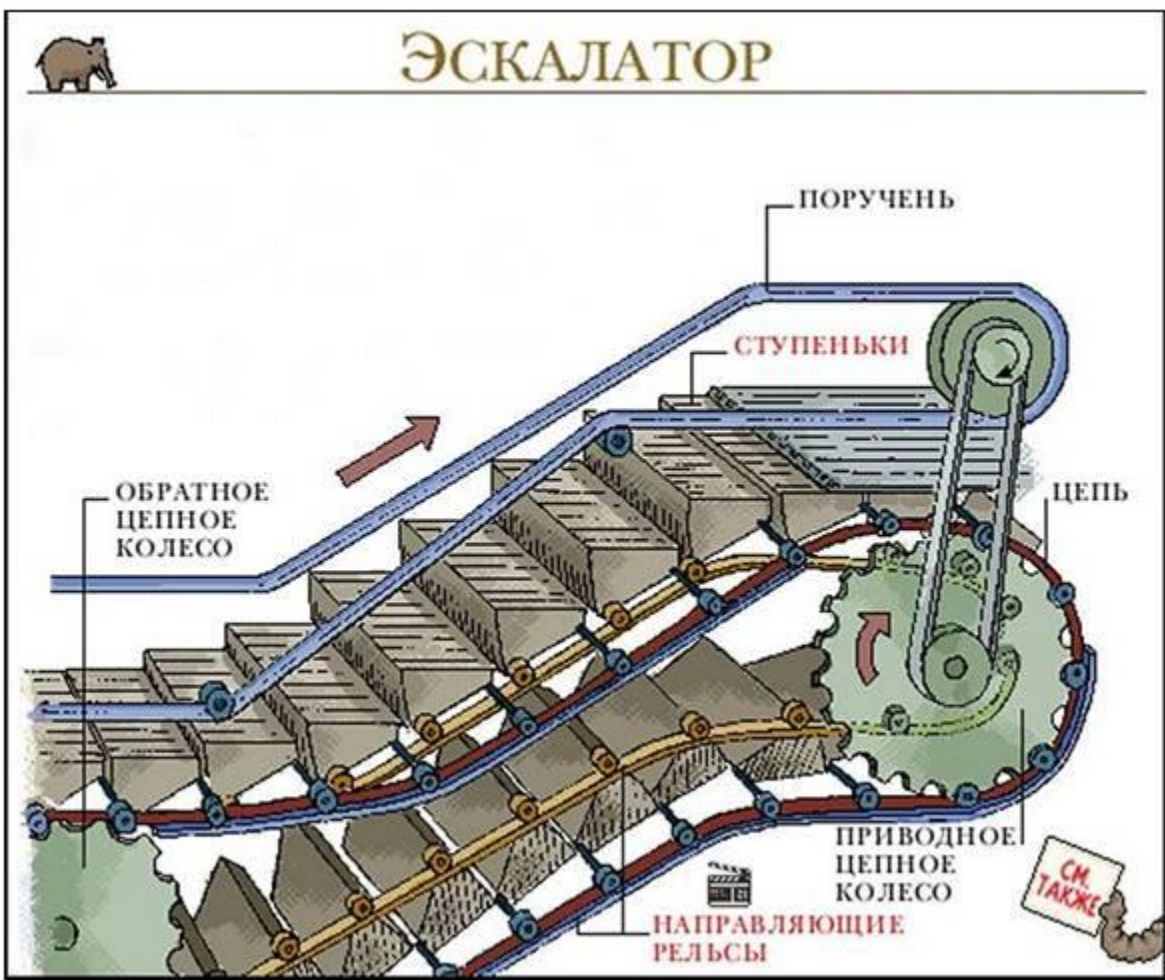 ЭСКАЛАТОР
ПОРУЧЕНЬ
СТУПЕНЬКИ
ОБРАТНОЕ
ЦЕПНОЕ
КОЛЕСО
ЦЕПЬ
ПРИВОДНОЕ
ЦЕПНОЕ
КОЛЕСО
СМ.
ТАКЖЕ
НАПРАВЛЯЮЩИЕ
РЕЛЬСЫ